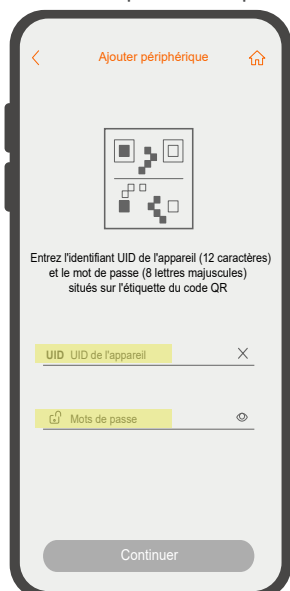 Ajouter périphérique
Entrez l'identifiant UID de l'appareil (12 caractères)
et le mot de passe (8 lettres majuscules)
situés sur l'étiquette du code QR
UID UID de l'appareil
Mots de passe
Continuer